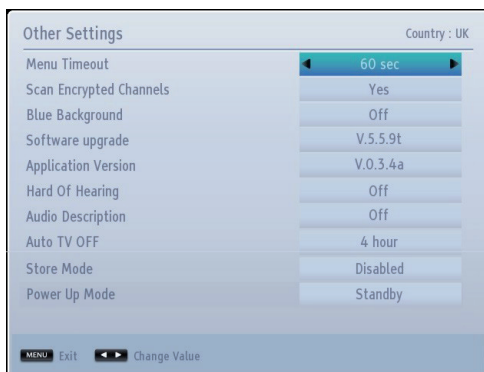 Other Settings Country : UK
Menu Timeout 60 sec
Scan Encrypted Channels Yes
Blue Background Off
Software upgrade V.5.5.9t
Application Version V.0.3.4a
Hard Of Hearing Off
Audio Description Off
Auto TV OFF 4 hour
Store Mode Disabled
Power Up Mode Standby
MENU Exit Change Value